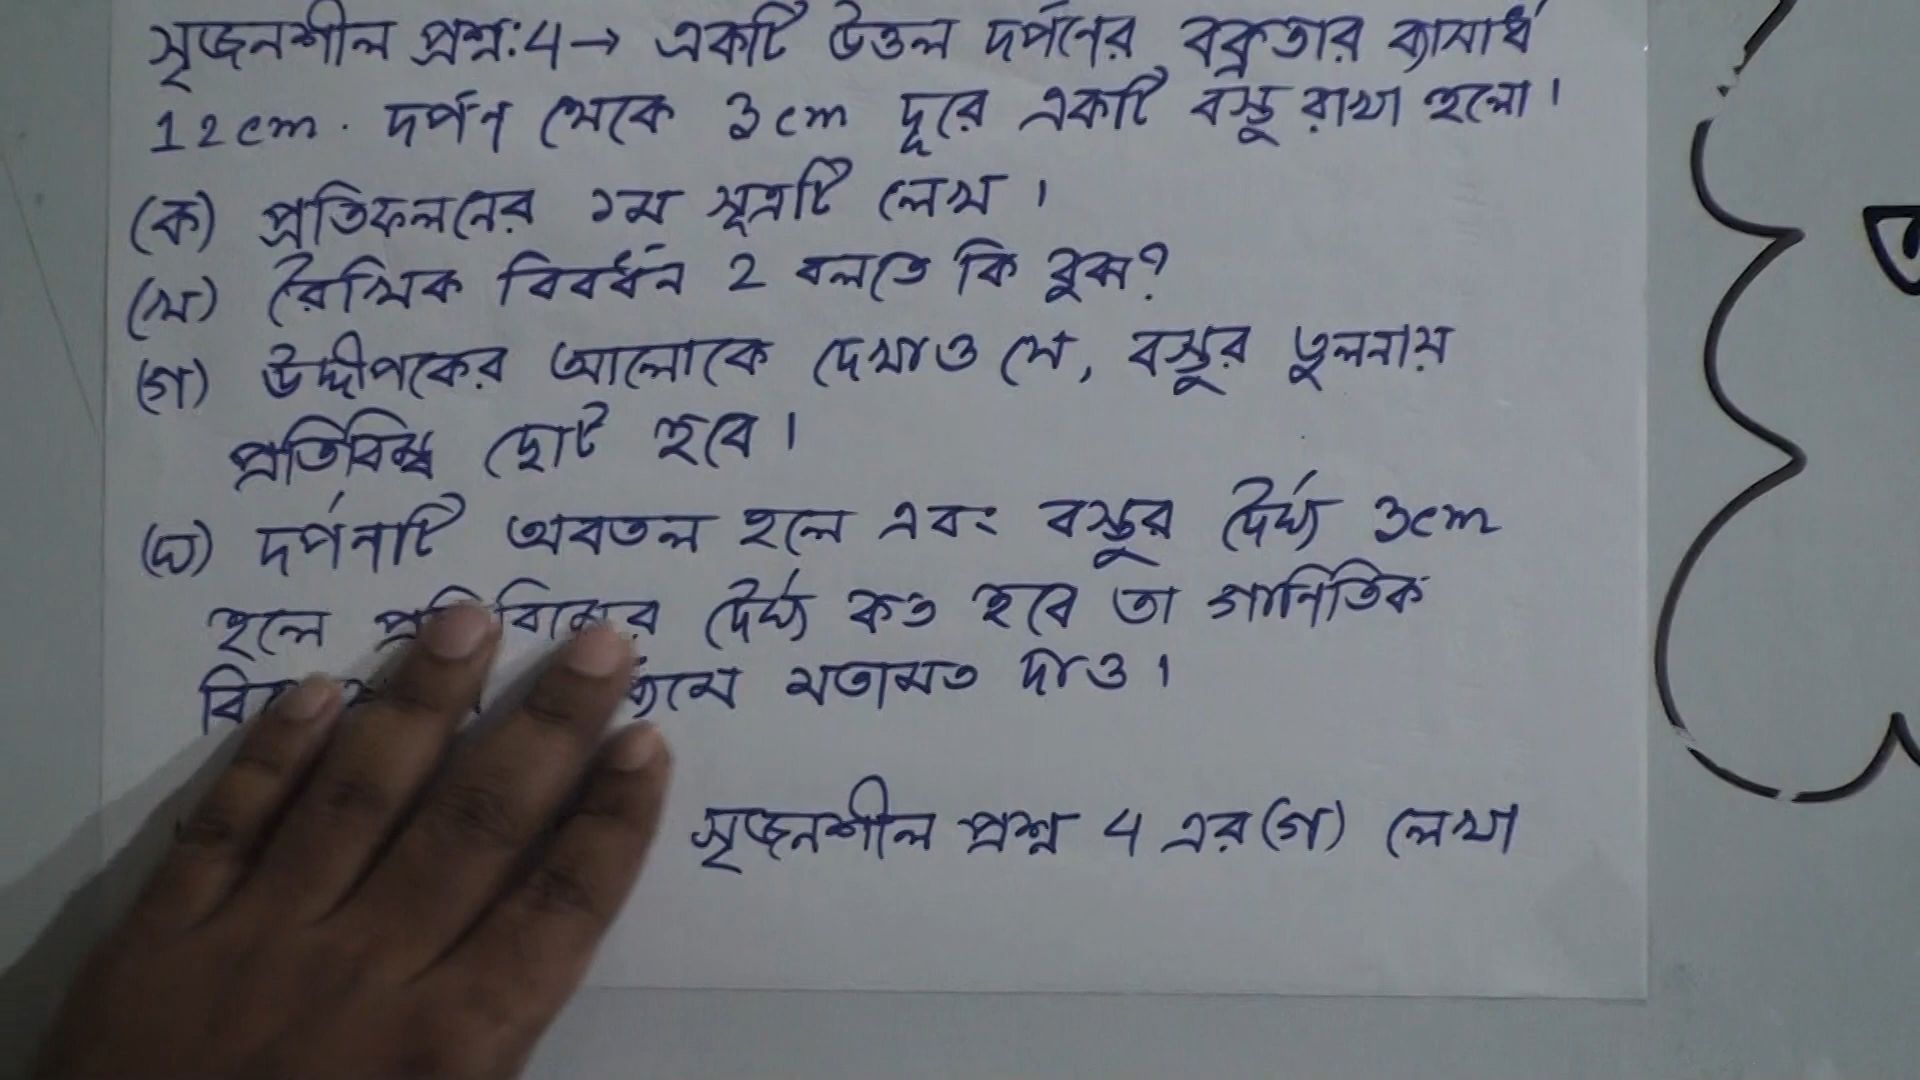 সৃজনশীল প্রশ্ন:4→ একটি উত্তল দর্পণের বক্রতার ব্যাসার্ধ
12cm. দর্পণ থেকে 3cm দূরে একটি বস্তু রাখা হলো।
(ক) প্রতিফলনের ১ম সূত্রটি লেখ।
(খ) রৈখিক বিবর্ধন 2 বলতে কি বুঝ?
(গ) উদ্দীপকের আলোকে দেখাও যে, বস্তুর তুলনায়
প্রতিবিম্ব ছোট হবে।
(ঘ) দর্পনটি অবতল হলে এবং বস্তুর দৈর্ঘ্য 3cm
হলে প্রতিবিম্বের দৈর্ঘ্য কত হবে তা গানিতিক
মতামত দাও।
সৃজনশীল প্রশ্ন 4 এর (গ) লেখা